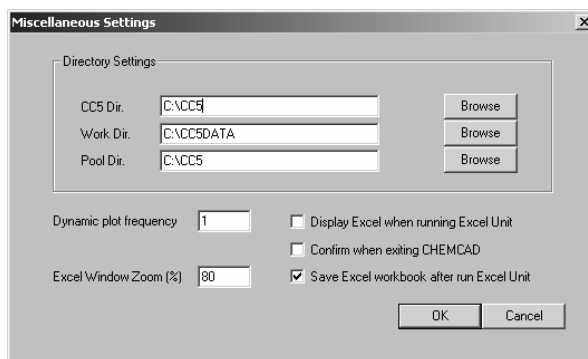 Miscellaneous Settings
Directory Settings
CC5 Dir. C:\CC5 Browse
Work Dir. C:\CC5DATA Browse
Pool Dir. C:\CC5 Browse
Dynamic plot frequency 1 Display Excel when running Excel Unit
Confirm when exiting CHEMCAD
Excel Window Zoom (%) 80 Save Excel workbook after run Excel Unit
OK Cancel